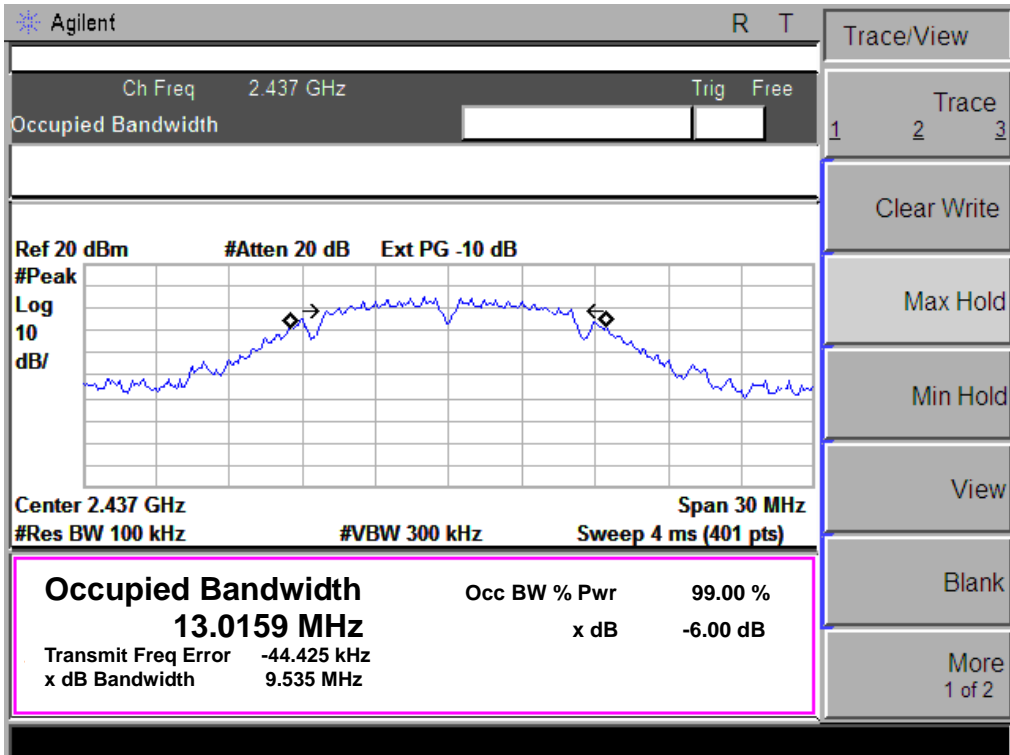 Agilent R T
Trace/View
Ch Freq 2.437 GHz Trig Free
Occupied Bandwidth
Trace
1 2 3
Clear Write
Ref 20 dBm #Atten 20 dB Ext PG -10 dB
#Peak
Log
10
dB/
Max Hold
Min Hold
Center 2.437 GHz Span 30 MHz
#Res BW 100 kHz #VBW 300 kHz Sweep 4 ms (401 pts)
View
Occupied Bandwidth Occ BW % Pwr 99.00 %
13.0159 MHz x dB -6.00 dB
Transmit Freq Error -44.425 kHz
x dB Bandwidth 9.535 MHz
Blank
More
1 of 2